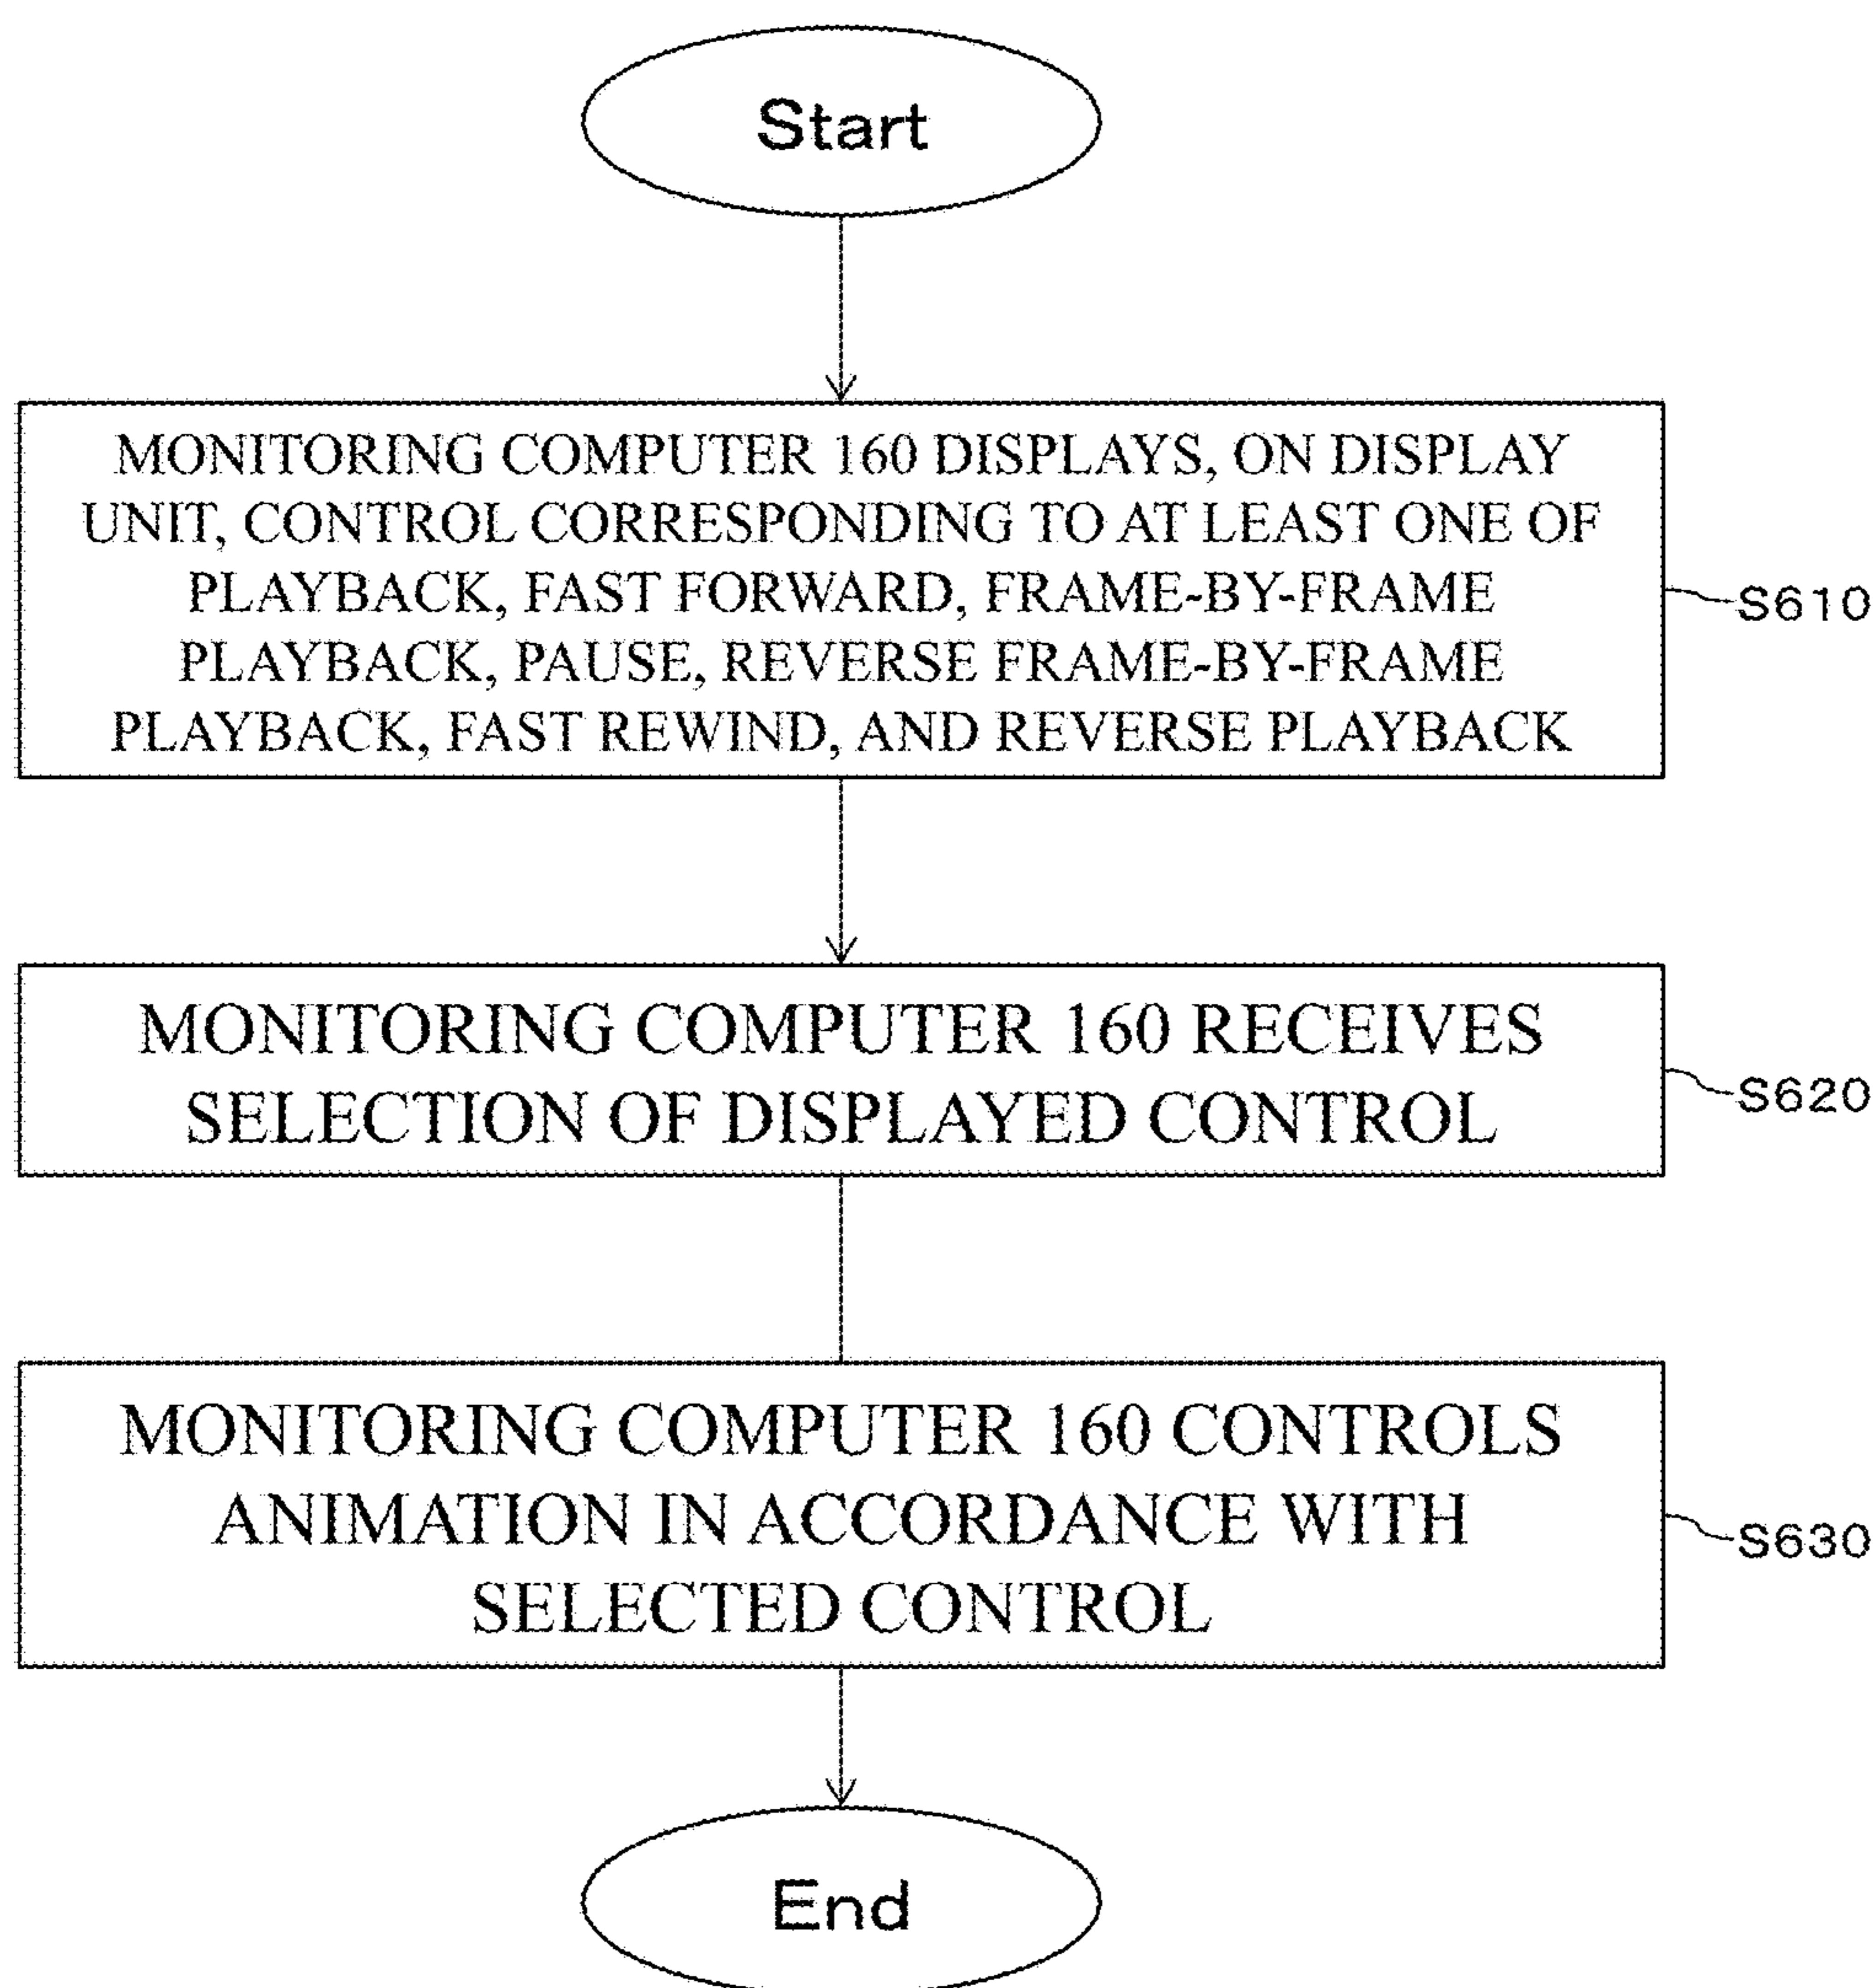 Start
MONITORING COMPUTER 160 DISPLAYS, ON DISPLAY
UNIT, CONTROL CORRESPONDING TO AT LEAST ONE OF
PLAYBACK, FAST FORWARD, FRAME-BY-FRAME
PLAYBACK, PAUSE, REVERSE FRAME-BY-FRAME
PLAYBACK, FAST REWIND, AND REVERSE PLAYBACK
S610
MONITORING COMPUTER 160 RECEIVES
SELECTION OF DISPLAYED CONTROL
S620
MONITORING COMPUTER 160 CONTROLS
ANIMATION IN ACCORDANCE WITH
SELECTED CONTROL
S630
End